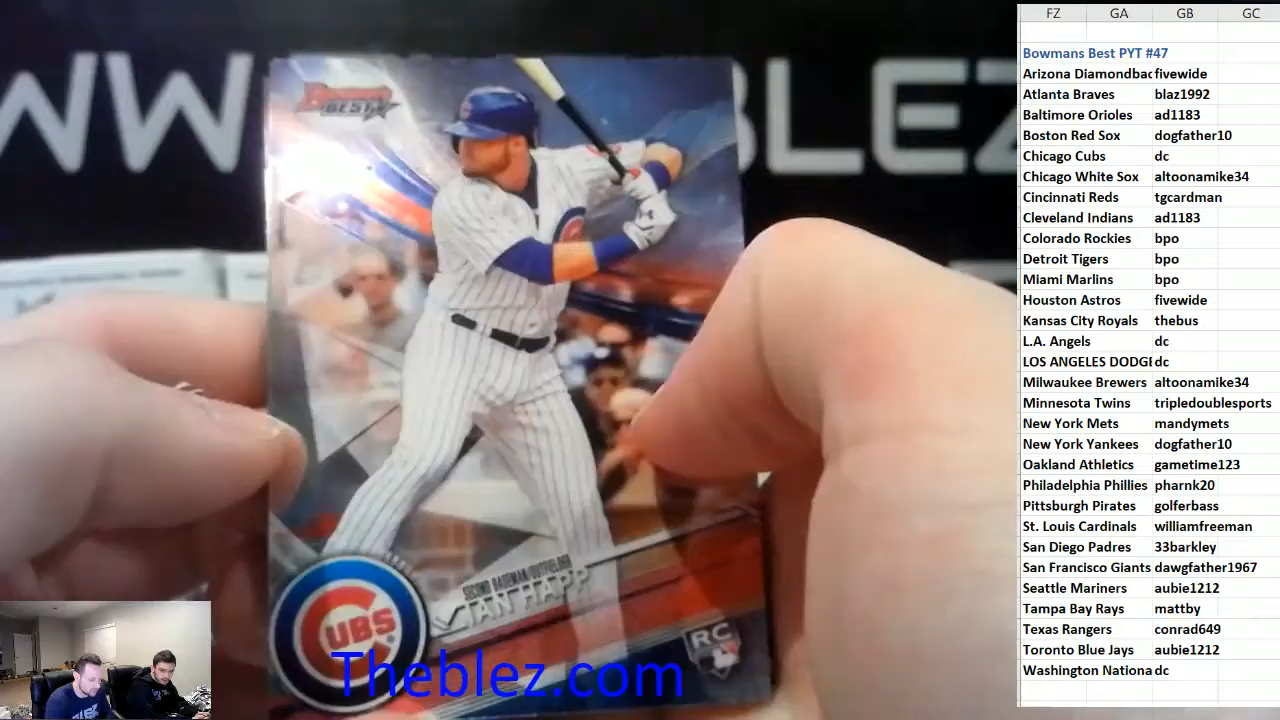 FZ GA GB GC
Bowmans Best PYT #47
Arizona Diamondbac fivewide
Atlanta Braves blaz1992
Baltimore Orioles ad1183
Boston Red Sox dogfather10
Chicago Cubs dc
Chicago White Sox altoonamike34
Cincinnati Reds tgcardman
Cleveland Indians ad1183
Colorado Rockies bpo
Detroit Tigers bpo
Miami Marlins bpo
Houston Astros fivewide
Kansas City Royals thebus
L.A. Angels dc
LOS ANGELES DODGE dc
Milwaukee Brewers altoonamike34
Minnesota Twins tripledoublesports
New York Mets mandymets
New York Yankees dogfather10
Oakland Athletics gametime123
Philadelphia Phillies pharnk20
Pittsburgh Pirates golferbass
St. Louis Cardinals williamfreeman
San Diego Padres 33barkley
San Francisco Giants dawgfather1967
Seattle Mariners aubie1212
Tampa Bay Rays mattby
Texas Rangers conrad649
Toronto Blue Jays aubie1212
Washington Nationa dc
WW BLEZ
Bowman's
BEST
SECOND BASEMAN/OUTFIELDER
IAN HAPP
CUBS
RC
Theblez.com